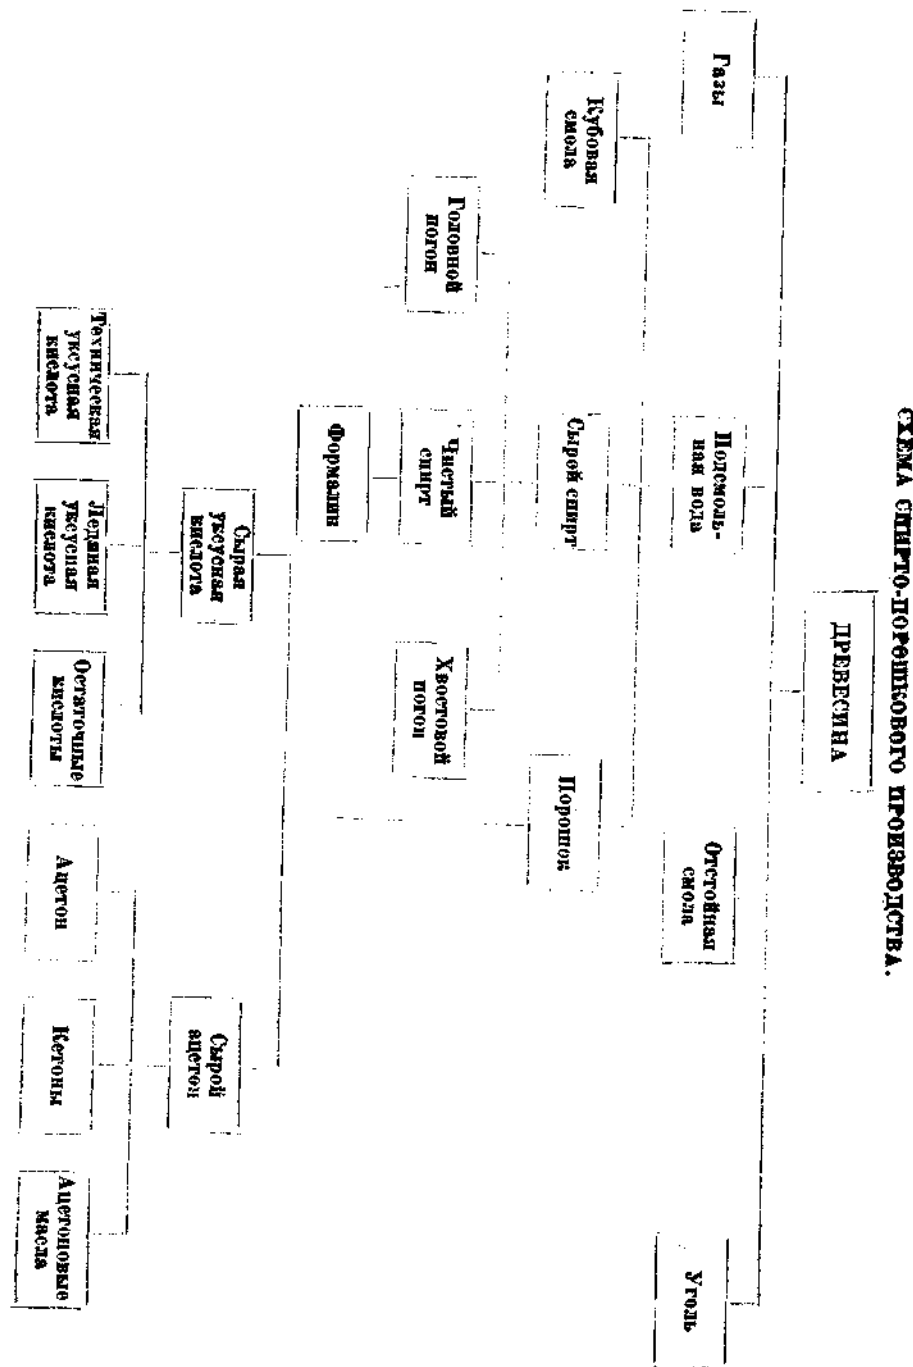 СХЕМА СПИРТО-ПОРОШКОВОГО ПРОИЗВОДСТВА.
ДРЕВЕСИНА
Газы
Подсмоль-
ная вода
Отстойная
смола
Уголь
Кубовая
смола
Сырой спирт
Порошок
Головной
погон
Чистый
спирт
Хвостовой
погон
Формалин
Сырая
уксусная
кислота
Сырой
ацетон
Техническая
уксусная
кислота
Ледяная
уксусная
кислота
Остаточные
кислоты
Ацетон
Кетоны
Ацетоновые
масла